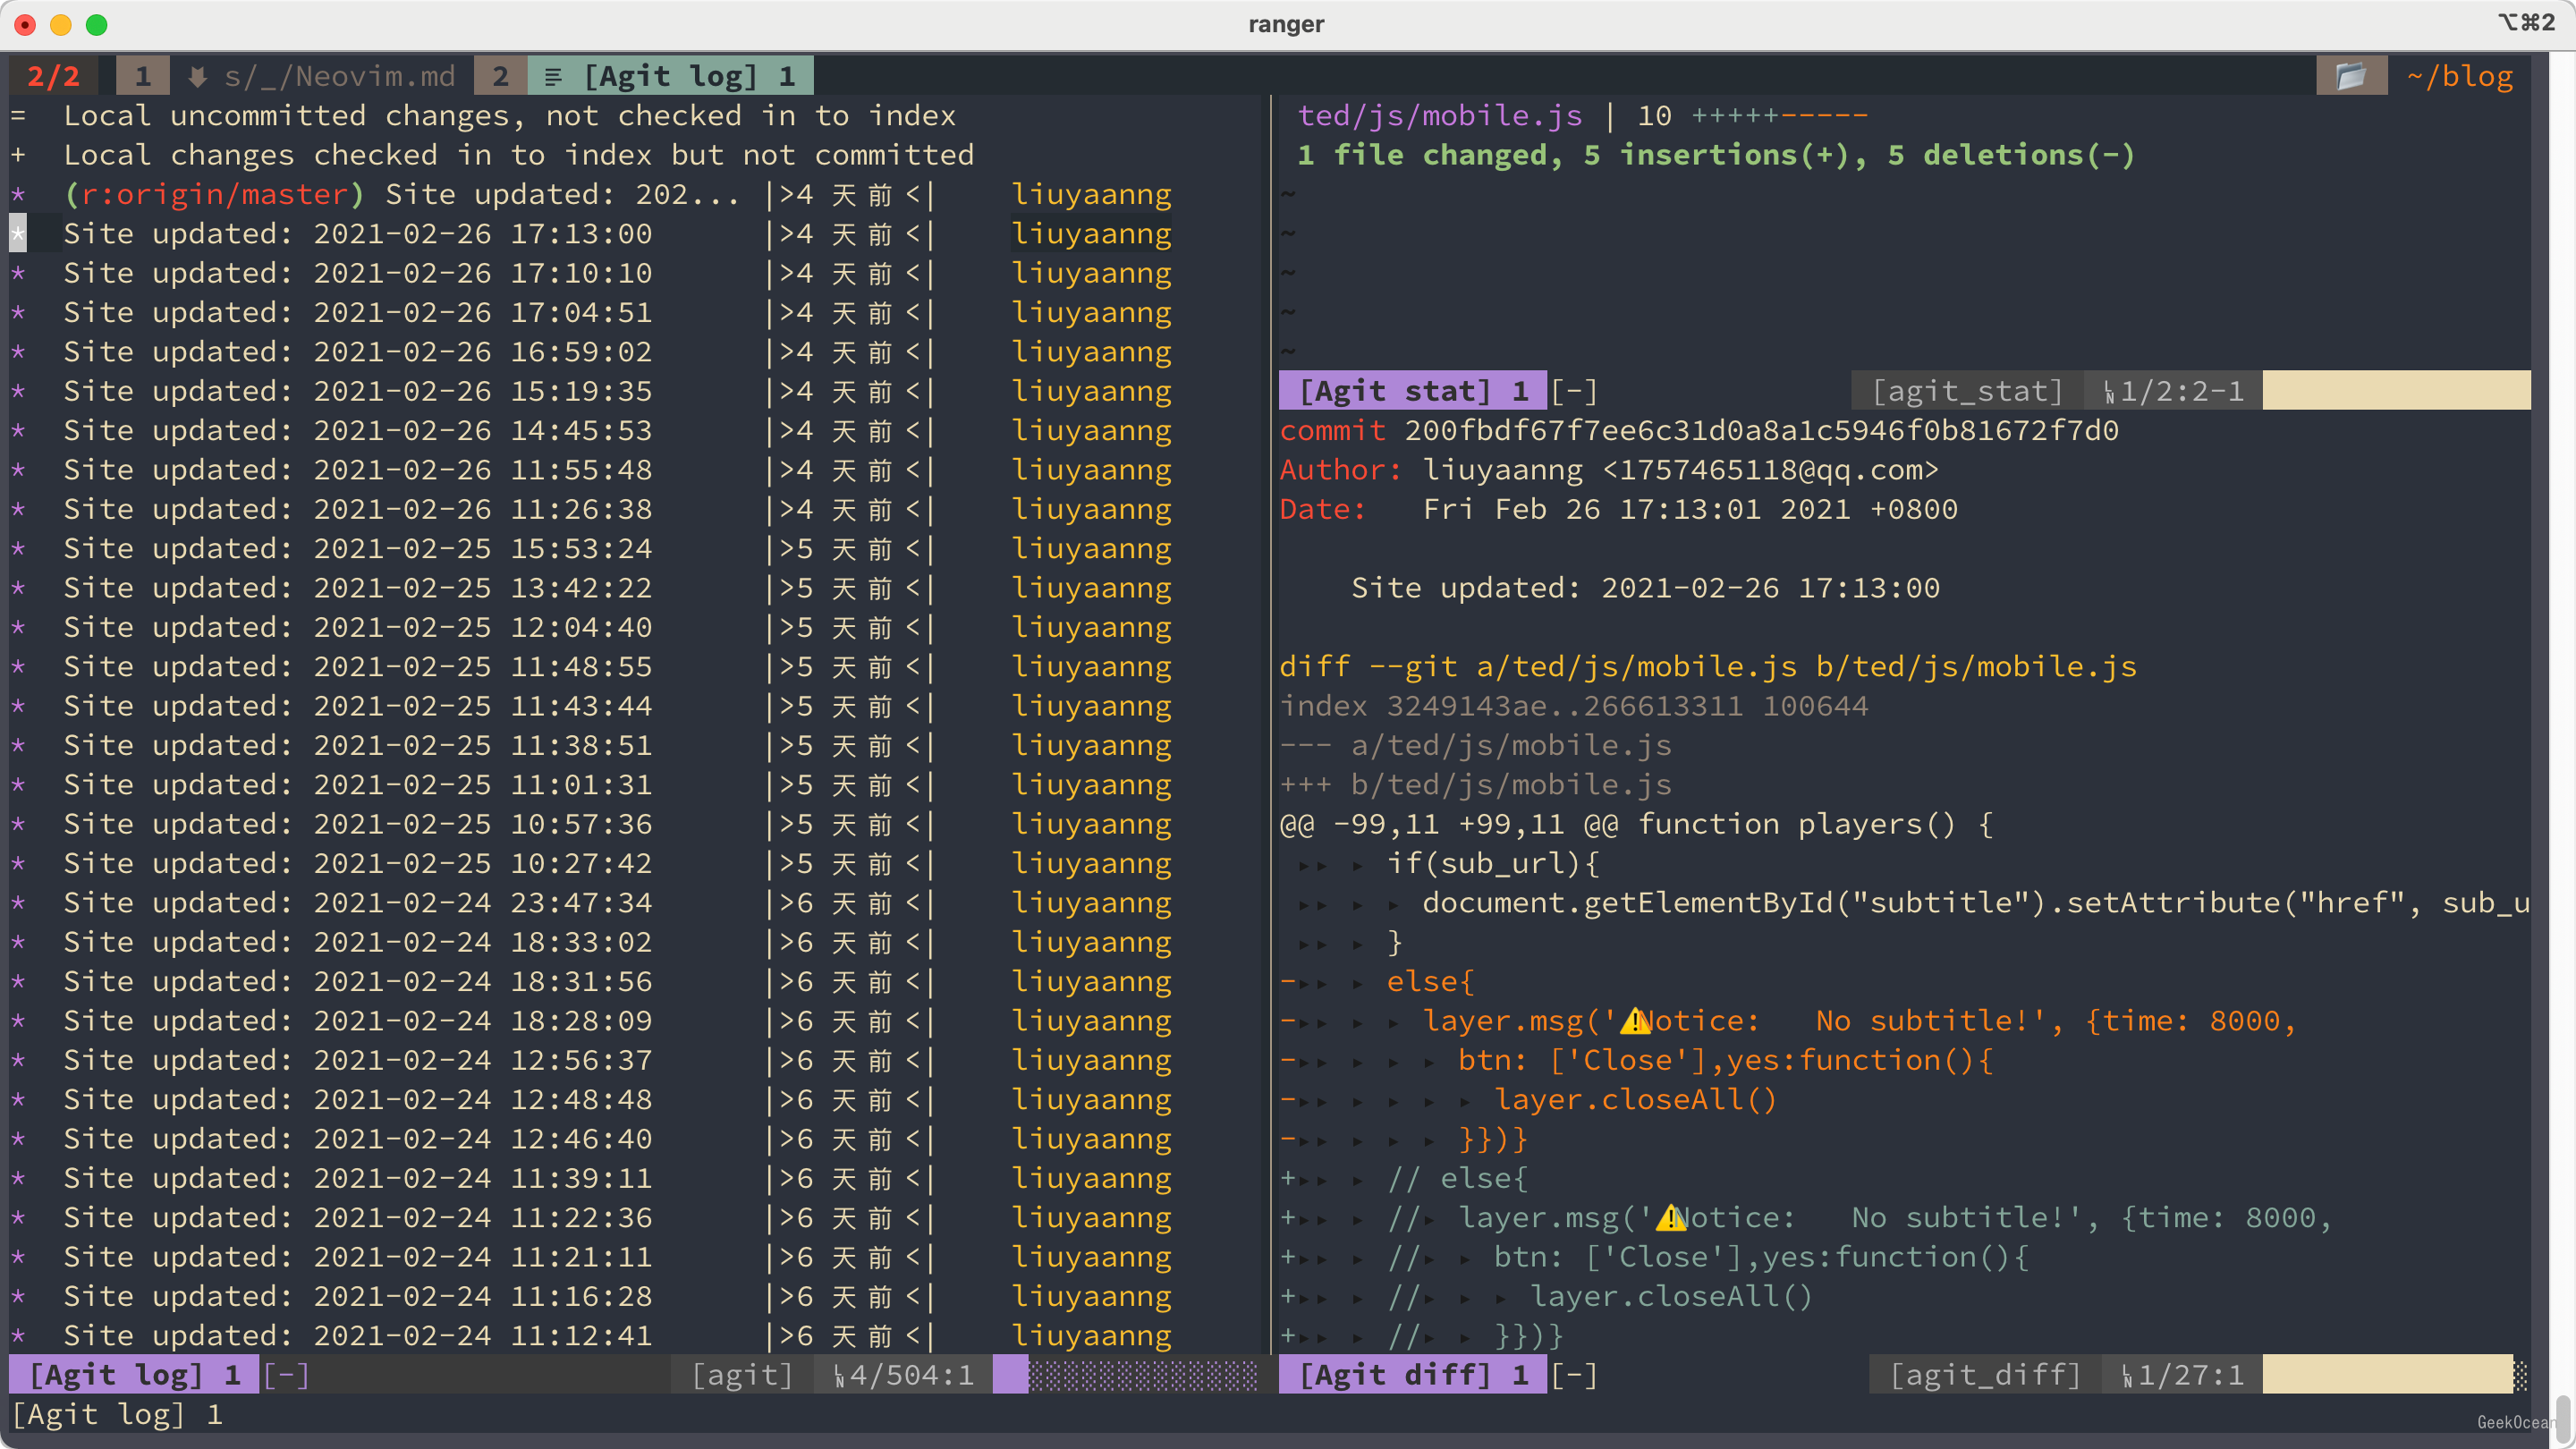 ranger
⌥⌘2
2/2 1 s/_/Neovim.md 2 [Agit log] 1
~/blog
= Local uncommitted changes, not checked in to index
+ Local changes checked in to index but not committed
* (r:origin/master) Site updated: 202... |>4 天前<| liuyaanng
* Site updated: 2021-02-26 17:13:00 |>4 天前<| liuyaanng
* Site updated: 2021-02-26 17:10:10 |>4 天前<| liuyaanng
* Site updated: 2021-02-26 17:04:51 |>4 天前<| liuyaanng
* Site updated: 2021-02-26 16:59:02 |>4 天前<| liuyaanng
* Site updated: 2021-02-26 15:19:35 |>4 天前<| liuyaanng
* Site updated: 2021-02-26 14:45:53 |>4 天前<| liuyaanng
* Site updated: 2021-02-26 11:55:48 |>4 天前<| liuyaanng
* Site updated: 2021-02-26 11:26:38 |>4 天前<| liuyaanng
* Site updated: 2021-02-25 15:53:24 |>5 天前<| liuyaanng
* Site updated: 2021-02-25 13:42:22 |>5 天前<| liuyaanng
* Site updated: 2021-02-25 12:04:40 |>5 天前<| liuyaanng
* Site updated: 2021-02-25 11:48:55 |>5 天前<| liuyaanng
* Site updated: 2021-02-25 11:43:44 |>5 天前<| liuyaanng
* Site updated: 2021-02-25 11:38:51 |>5 天前<| liuyaanng
* Site updated: 2021-02-25 11:01:31 |>5 天前<| liuyaanng
* Site updated: 2021-02-25 10:57:36 |>5 天前<| liuyaanng
* Site updated: 2021-02-25 10:27:42 |>5 天前<| liuyaanng
* Site updated: 2021-02-24 23:47:34 |>6 天前<| liuyaanng
* Site updated: 2021-02-24 18:33:02 |>6 天前<| liuyaanng
* Site updated: 2021-02-24 18:31:56 |>6 天前<| liuyaanng
* Site updated: 2021-02-24 18:28:09 |>6 天前<| liuyaanng
* Site updated: 2021-02-24 12:56:37 |>6 天前<| liuyaanng
* Site updated: 2021-02-24 12:48:48 |>6 天前<| liuyaanng
* Site updated: 2021-02-24 12:46:40 |>6 天前<| liuyaanng
* Site updated: 2021-02-24 11:39:11 |>6 天前<| liuyaanng
* Site updated: 2021-02-24 11:22:36 |>6 天前<| liuyaanng
* Site updated: 2021-02-24 11:21:11 |>6 天前<| liuyaanng
* Site updated: 2021-02-24 11:16:28 |>6 天前<| liuyaanng
* Site updated: 2021-02-24 11:12:41 |>6 天前<| liuyaanng
[Agit log] 1 [-] [agit] 4/504:1
[Agit log] 1
ted/js/mobile.js | 10 +++++-----
1 file changed, 5 insertions(+), 5 deletions(-)
~
~
~
~
~
[Agit stat] 1 [-] [agit_stat] 1/2:2-1
commit 200fbdf67f7ee6c31d0a8a1c5946f0b81672f7d0
Author: liuyaanng <1757465118@qq.com>
Date: Fri Feb 26 17:13:01 2021 +0800
Site updated: 2021-02-26 17:13:00
diff --git a/ted/js/mobile.js b/ted/js/mobile.js
index 3249143ae..266613311 100644
--- a/ted/js/mobile.js
+++ b/ted/js/mobile.js
@@ -99,11 +99,11 @@ function players() {
▸▸ ▸ if(sub_url){
▸▸ ▸ ▸ document.getElementById("subtitle").setAttribute("href", sub_u
▸▸ ▸ }
-▸▸ ▸ else{
-▸▸ ▸ ▸ layer.msg('⚠️Notice: No subtitle!', {time: 8000,
-▸▸ ▸ ▸ ▸ btn: ['Close'],yes:function(){
-▸▸ ▸ ▸ ▸ ▸ layer.closeAll()
-▸▸ ▸ ▸ ▸ }})}
+▸▸ ▸ // else{
+▸▸ ▸ //▸ layer.msg('⚠️Notice: No subtitle!', {time: 8000,
+▸▸ ▸ //▸ ▸ btn: ['Close'],yes:function(){
+▸▸ ▸ //▸ ▸ ▸ layer.closeAll()
+▸▸ ▸ //▸ ▸ }})}
[Agit diff] 1 [-] [agit_diff] 1/27:1
GeekOcean